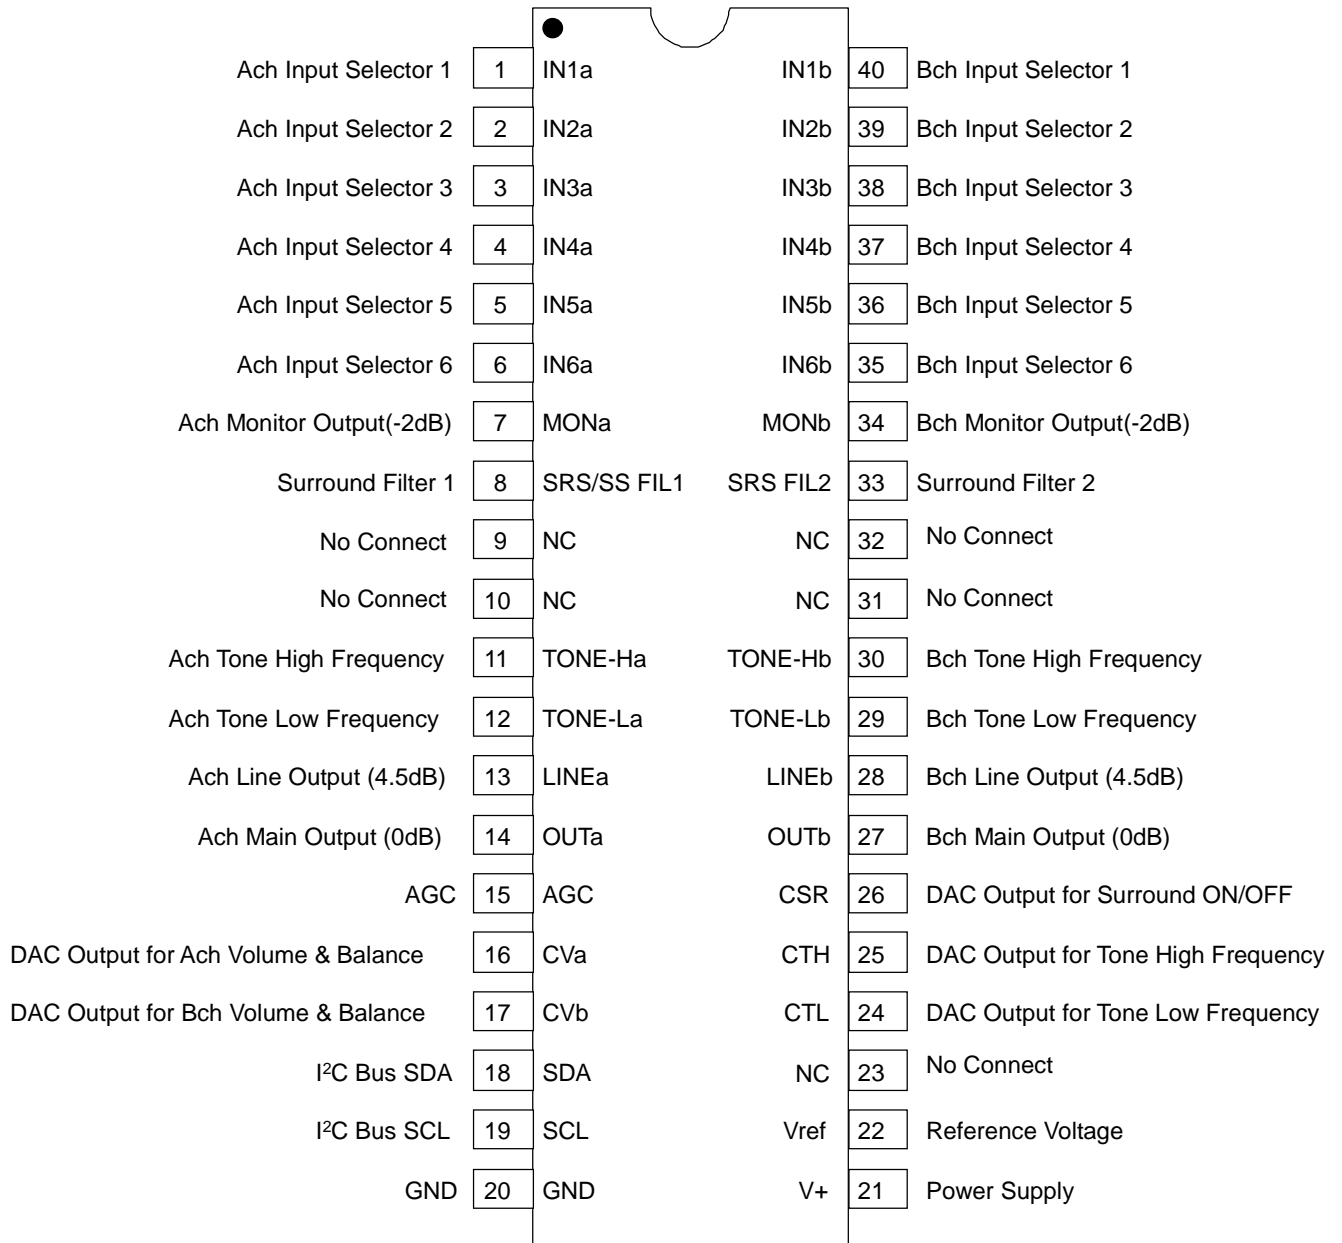 Ach Input Selector 1 1 IN1a IN1b 40 Bch Input Selector 1
Ach Input Selector 2 2 IN2a IN2b 39 Bch Input Selector 2
Ach Input Selector 3 3 IN3a IN3b 38 Bch Input Selector 3
Ach Input Selector 4 4 IN4a IN4b 37 Bch Input Selector 4
Ach Input Selector 5 5 IN5a IN5b 36 Bch Input Selector 5
Ach Input Selector 6 6 IN6a IN6b 35 Bch Input Selector 6
Ach Monitor Output(-2dB) 7 MONa MONb 34 Bch Monitor Output(-2dB)
Surround Filter 1 8 SRS/SS FIL1 SRS FIL2 33 Surround Filter 2
No Connect 9 NC NC 32 No Connect
No Connect 10 NC NC 31 No Connect
Ach Tone High Frequency 11 TONE-Ha TONE-Hb 30 Bch Tone High Frequency
Ach Tone Low Frequency 12 TONE-La TONE-Lb 29 Bch Tone Low Frequency
Ach Line Output (4.5dB) 13 LINEa LINEb 28 Bch Line Output (4.5dB)
Ach Main Output (0dB) 14 OUTa OUTb 27 Bch Main Output (0dB)
AGC 15 AGC CSR 26 DAC Output for Surround ON/OFF
DAC Output for Ach Volume & Balance 16 CVa CTH 25 DAC Output for Tone High Frequency
DAC Output for Bch Volume & Balance 17 CVb CTL 24 DAC Output for Tone Low Frequency
I²C Bus SDA 18 SDA NC 23 No Connect
I²C Bus SCL 19 SCL Vref 22 Reference Voltage
GND 20 GND V+ 21 Power Supply